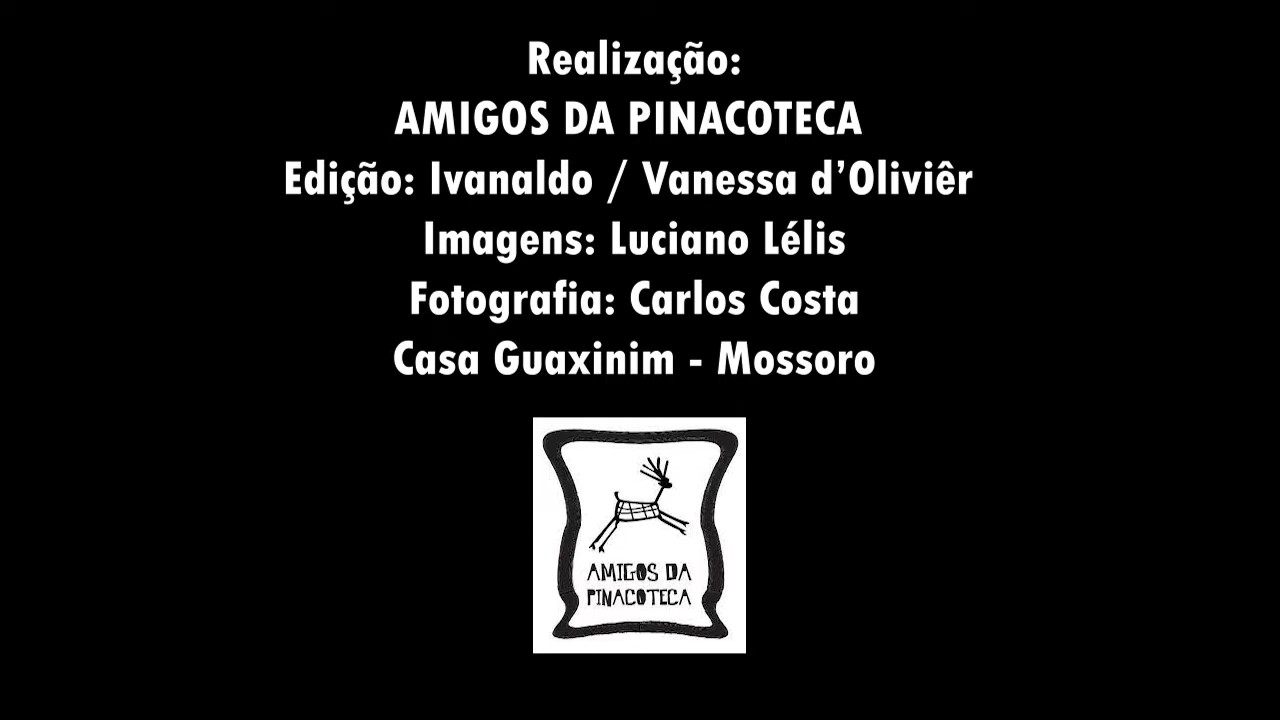 Realização:
AMIGOS DA PINACOTECA
Edição: Ivanaldo / Vanessa d’Oliviêr
Imagens: Luciano Lélis
Fotografia: Carlos Costa
Casa Guaxinim - Mossoro
AMIGOS DA
PINACOTECA